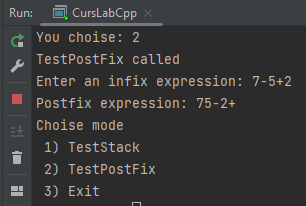 Run: CursLabCpp
You choise: 2
TestPostFix called
Enter an infix expression: 7-5+2
Postfix expression: 75-2+
Choise mode
1) TestStack
2) TestPostFix
3) Exit